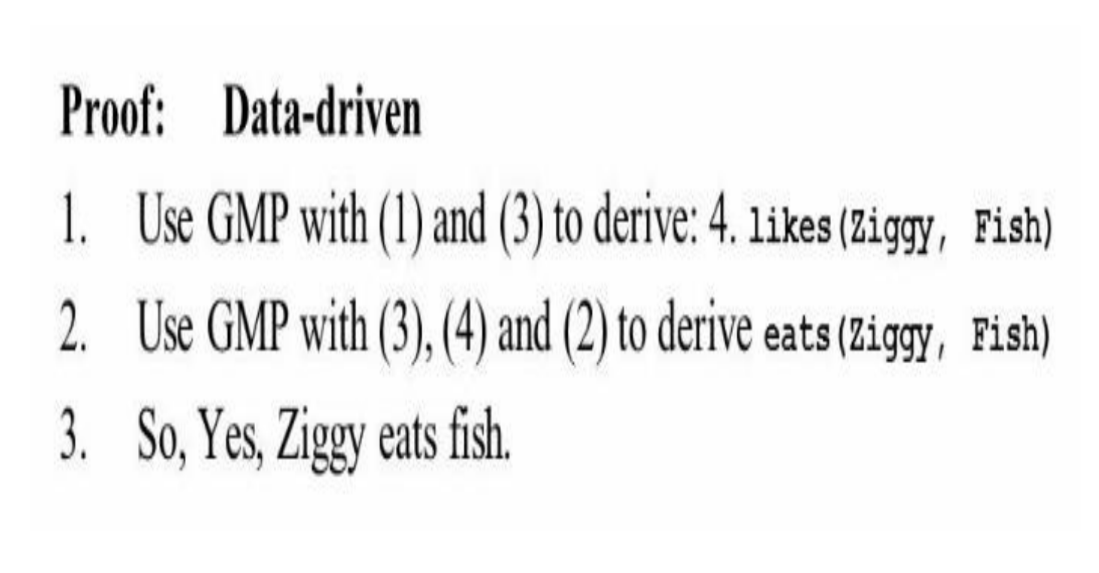 Proof: Data-driven
1. Use GMP with (1) and (3) to derive: 4. likes(Ziggy, Fish)
2. Use GMP with (3), (4) and (2) to derive eats(Ziggy, Fish)
3. So, Yes, Ziggy eats fish.